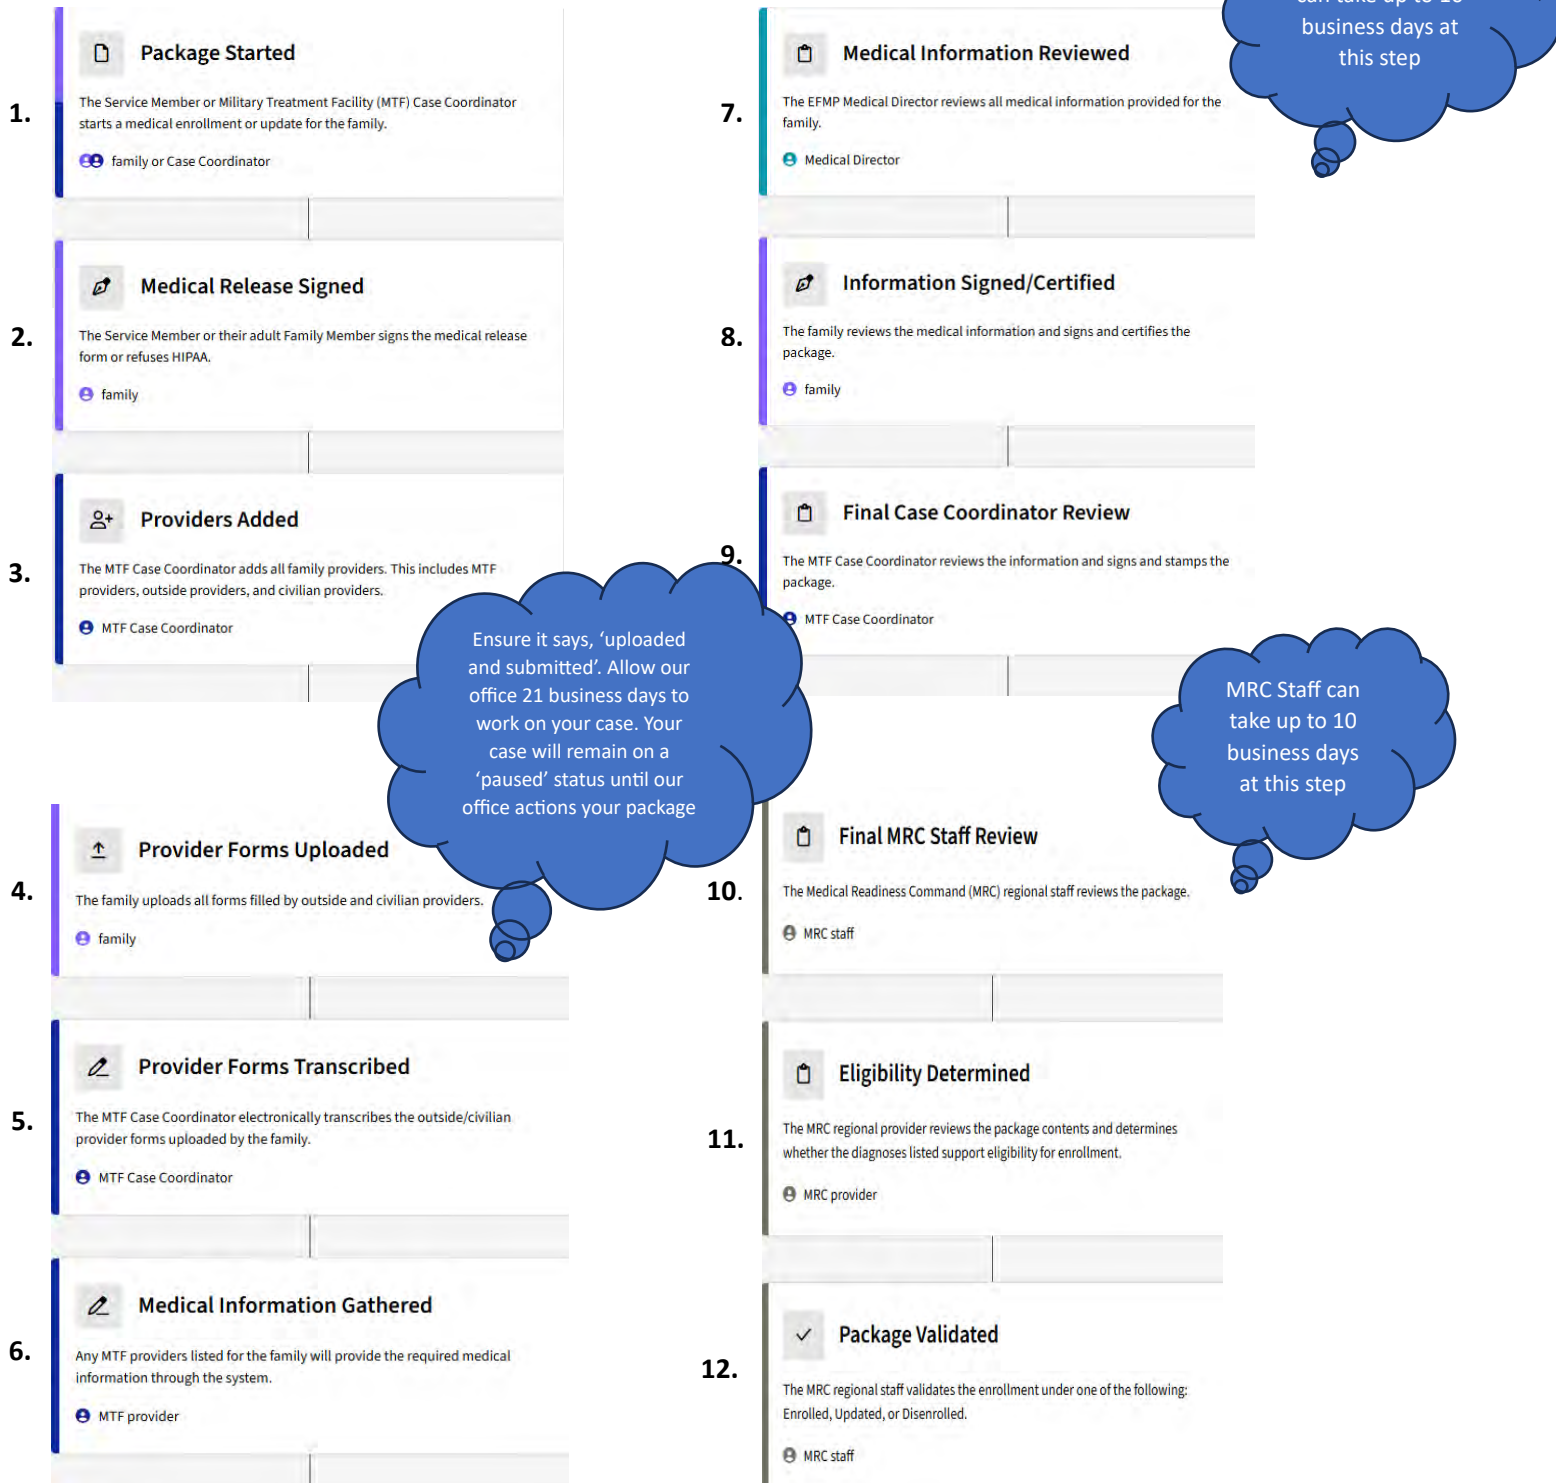 1.
Package Started
The Service Member or Military Treatment Facility (MTF) Case Coordinator
starts a medical enrollment or update for the family.
family or Case Coordinator
2.
Medical Release Signed
The Service Member or their adult Family Member signs the medical release
form or refuses HIPAA.
family
3.
Providers Added
The MTF Case Coordinator adds all family providers. This includes MTF
providers, outside providers, and civilian providers.
MTF Case Coordinator
Ensure it says, ‘uploaded
and submitted’. Allow our
office 21 business days to
work on your case. Your
case will remain on a
‘paused’ status until our
office actions your package
4.
Provider Forms Uploaded
The family uploads all forms filled by outside and civilian providers.
family
5.
Provider Forms Transcribed
The MTF Case Coordinator electronically transcribes the outside/civilian
provider forms uploaded by the family.
MTF Case Coordinator
6.
Medical Information Gathered
Any MTF providers listed for the family will provide the required medical
information through the system.
MTF provider
can take up to
business days at
this step
7.
Medical Information Reviewed
The EFMP Medical Director reviews all medical information provided for the
family.
Medical Director
8.
Information Signed/Certified
The family reviews the medical information and signs and certifies the
package.
family
9.
Final Case Coordinator Review
The MTF Case Coordinator reviews the information and signs and stamps the
package.
MTF Case Coordinator
MRC Staff can
take up to 10
business days
at this step
10.
Final MRC Staff Review
The Medical Readiness Command (MRC) regional staff reviews the package.
MRC staff
11.
Eligibility Determined
The MRC regional provider reviews the package contents and determines
whether the diagnoses listed support eligibility for enrollment.
MRC provider
12.
Package Validated
The MRC regional staff validates the enrollment under one of the following:
Enrolled, Updated, or Disenrolled.
MRC staff